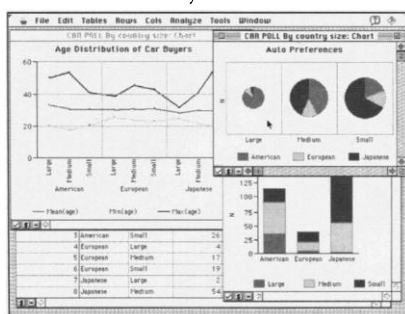 File Edit Tables Rows Cols Analyze Tools Window
CAR POLL By country size: Chart
Age Distribution of Car Buyers
60
40
20
0
Large
Medium
Small
Large
Medium
Small
Large
Medium
American
European
Japanese
Mean(age)
Min(age)
Max(age)
CAR POLL By country size: Chart
Auto Preferences
N
Large
Medium
Small
American
European
Japanese
N
125
100
75
50
25
0
American
European
Japanese
Large
Medium
Small
3 American Small 26
4 European Large 4
5 European Medium 17
6 European Small 19
7 Japanese Large 2
8 Japanese Medium 54